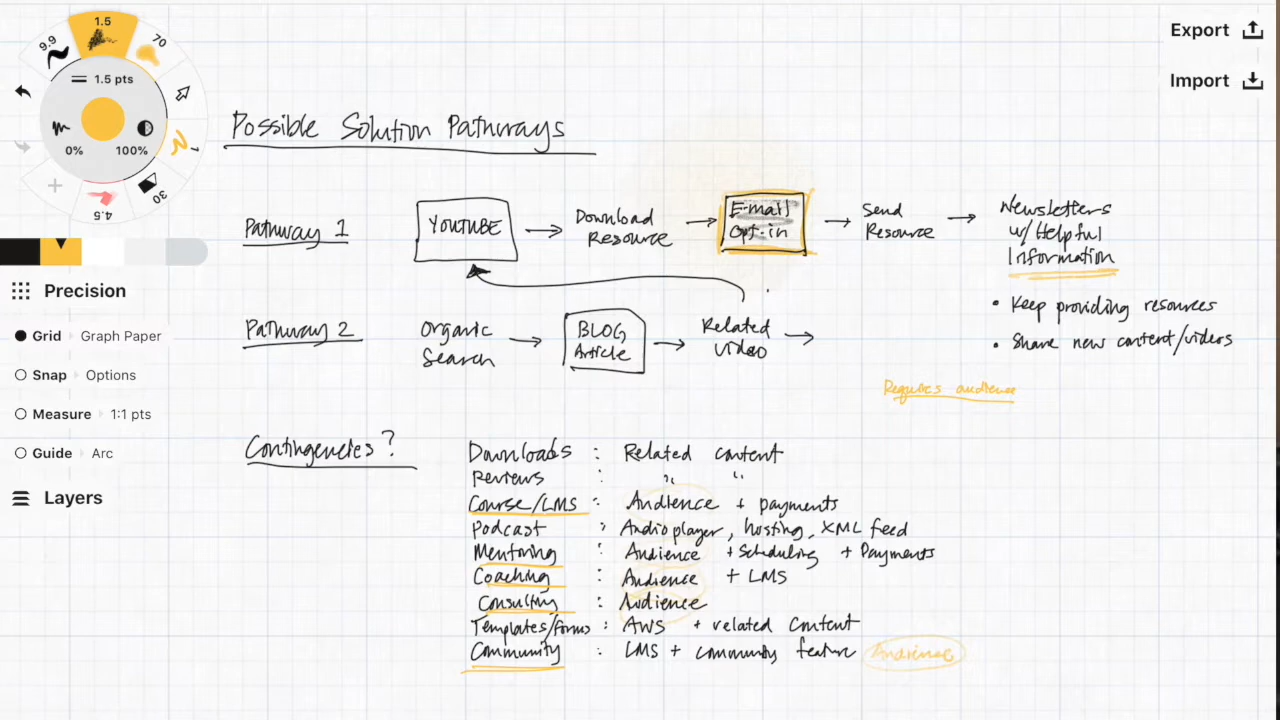 1.5
9.9
70
1.5 pts
0%
100%
1
30
4.5
Export
Import
Precision
Grid Graph Paper
Snap Options
Measure 1:1 pts
Guide Arc
Layers
Possible Solution Pathways
Pathway 1
YOUTUBE
Download
Resource
E-mail
Opt-in
Send
Resource
Newsletters
w/ Helpful
Information
• Keep providing resources
• Share new content/videos
Pathway 2
Organic
Search
BLOG
Article
Related
Video
Requires audience
Contingencies?
Downloads : Related content
Reviews : " "
Course/LMS : Audience + payments
Podcast : Audio player, hosting, XML feed
Mentoring : Audience + Scheduling + Payments
Coaching : Audience + LMS
Consulting : Audience
Templates/forms : AWS + related content
Community : LMS + community feature Audience